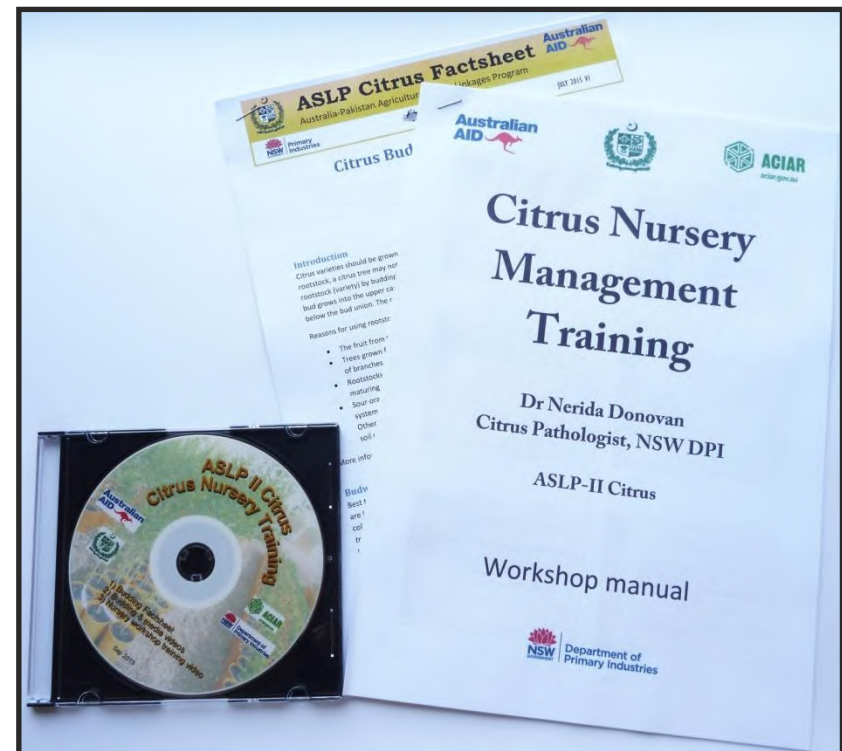 ASLP Citrus Factsheet
Australian
AID
Australia-Pakistan Agricultur
inkages Program
JULY 2015 V1
NSW
Primary
Industries
Citrus Bud
Introduction
Citrus varieties should be grown
rootstock, a citrus tree may not
rootstock (variety) by budding
bud grows into the upper ca
below the bud union. The r
Reasons for using rootsto
• The fruit from
• Trees grown f
of branches
• Rootstocks
maturing
• Sour ora
system
Other
soil
More info
Budw
Best
are
col
tr
Australian
AID
ACIAR
aciar.gov.au
Citrus Nursery
Management
Training
Dr Nerida Donovan
Citrus Pathologist, NSW DPI
ASLP-II Citrus
Workshop manual
NSW
GOVERNMENT
Department of
Primary Industries
ASLP II Citrus
Citrus Nursery Training
Australian
AID
1) Budding Factsheet
2) Budding & media videos
3) Nursery workshop training video
Sep 2015
ACIAR
NSW
Department of
Primary Industries